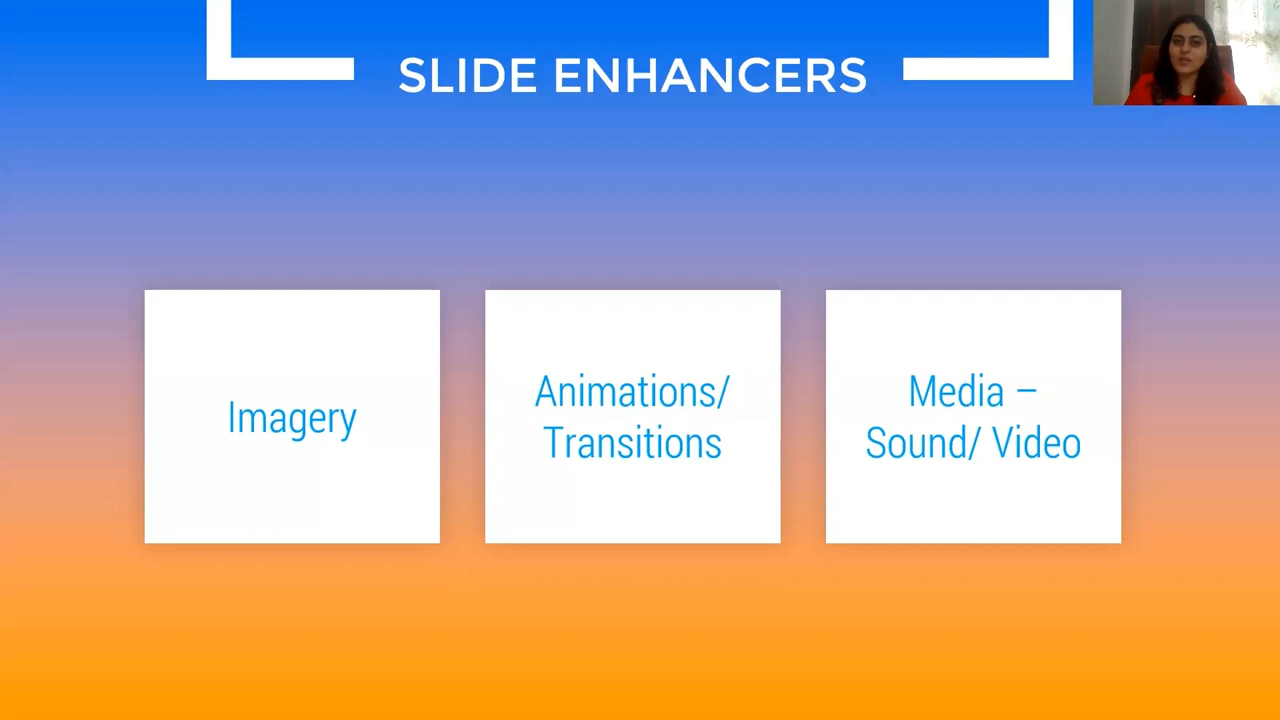 SLIDE ENHANCERS
Imagery
Animations/
Transitions
Media –
Sound/ Video